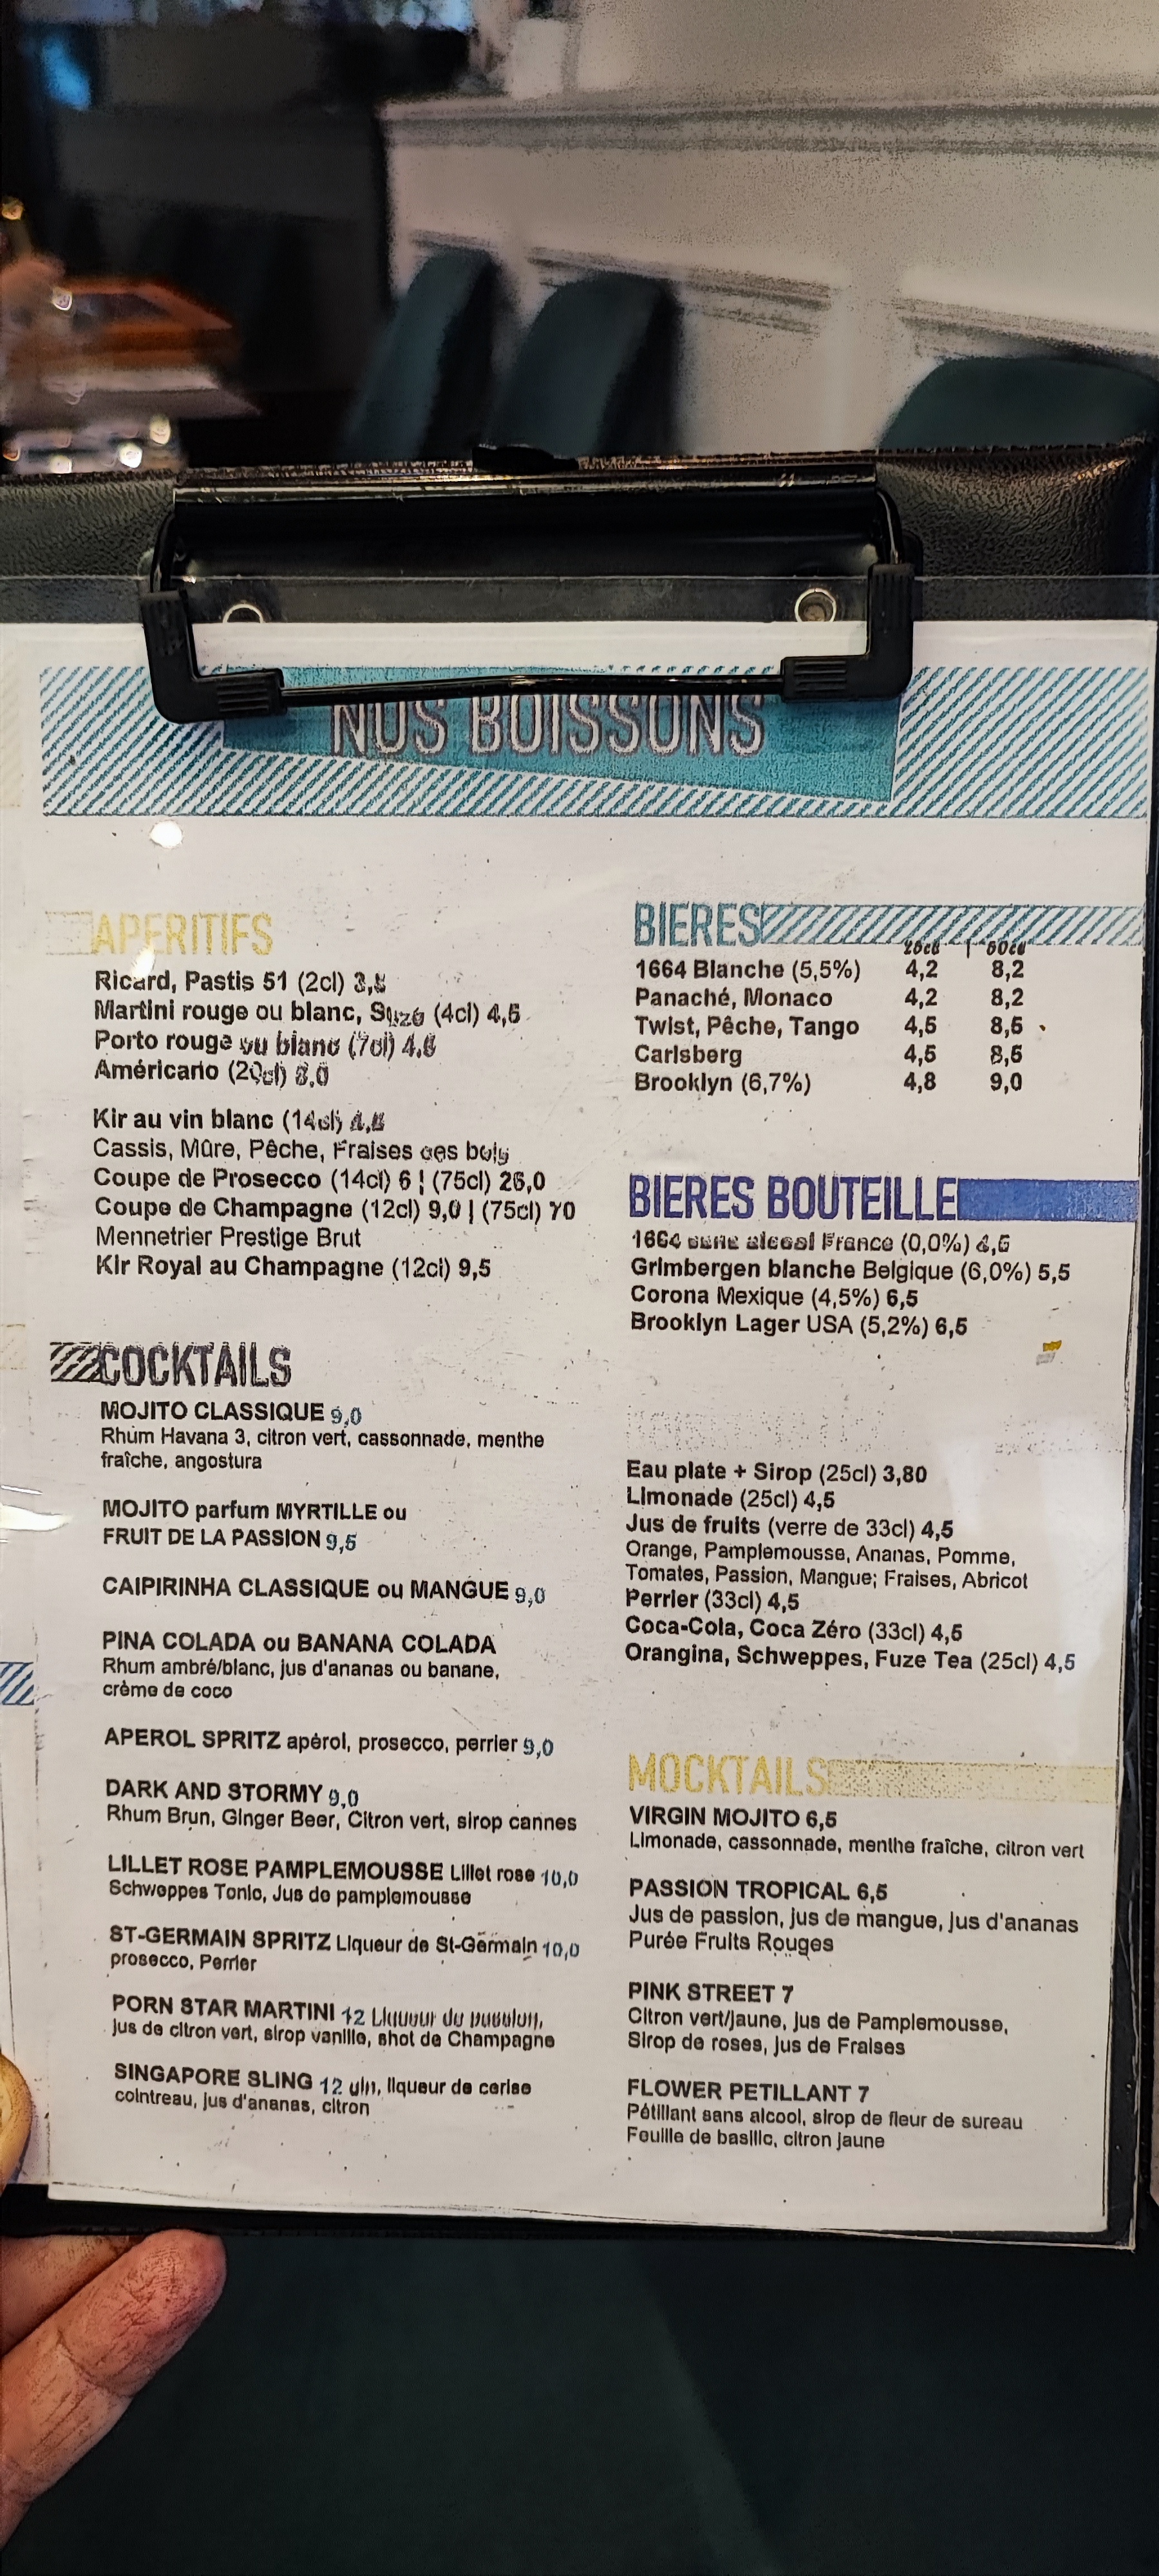 NOS BOISSONS
APERITIFS
Ricard, Pastis 51 (2cl)
Martini rouge ou blanc, Suze (4cl) 4,5
Porto rouge ou blanc (7cl)
Américano (20cl) 8,0
Kir au vin blanc (14cl)
Cassis, Mûre, Pêche, Fraises des bois
Coupe de Prosecco (14cl) 6 | (75cl) 26,0
Coupe de Champagne (12cl) 9,0 | (75cl) 70
Mennetrier Prestige Brut
Kir Royal au Champagne (12cl) 9,5
COCKTAILS
MOJITO CLASSIQUE 9,0
Rhum Havana 3, citron vert, cassonnade, menthe
fraîche, angostura
MOJITO parfum MYRTILLE ou
FRUIT DE LA PASSION 9,5
CAIPIRINHA CLASSIQUE ou MANGUE 9,0
PINA COLADA ou BANANA COLADA
Rhum ambré/blanc, jus d'ananas ou banane,
crème de coco
APEROL SPRITZ apérol, prosecco, perrier 9,0
DARK AND STORMY 9,0
Rhum Brun, Ginger Beer, Citron vert, sirop cannes
LILLET ROSE PAMPLEMOUSSE Lillet rose 10,0
Schweppes Tonic, Jus de pamplemousse
ST-GERMAIN SPRITZ Liqueur de St-Germain 10,0
prosecco, Perrier
PORN STAR MARTINI 12 Liqueur de passion,
jus de citron vert, sirop vanille, shot de Champagne
SINGAPORE SLING 12 gin, liqueur de cerise
cointreau, jus d'ananas, citron
BIERES
25cl | 50cl
1664 Blanche (5,5%) 4,2 8,2
Panaché, Monaco 4,2 8,2
Twist, Pêche, Tango 4,5 8,5
Carlsberg 4,5 8,5
Brooklyn (6,7%) 4,8 9,0
BIERES BOUTEILLE
1664 sans alcool France (0,0%)
Grimbergen blanche Belgique (6,0%) 5,5
Corona Mexique (4,5%) 6,5
Brooklyn Lager USA (5,2%) 6,5
Eau plate + Sirop (25cl) 3,80
Limonade (25cl) 4,5
Jus de fruits (verre de 33cl) 4,5
Orange, Pamplemousse, Ananas, Pomme,
Tomates, Passion, Mangue; Fraises, Abricot
Perrier (33cl) 4,5
Coca-Cola, Coca Zéro (33cl) 4,5
Orangina, Schweppes, Fuze Tea (25cl) 4,5
MOCKTAILS
VIRGIN MOJITO 6,5
Limonade, cassonnade, menthe fraîche, citron vert
PASSION TROPICAL 6,5
Jus de passion, jus de mangue, jus d'ananas
Purée Fruits Rouges
PINK STREET 7
Citron vert/jaune, jus de Pamplemousse,
Sirop de roses, jus de Fraises
FLOWER PETILLANT 7
Pétillant sans alcool, sirop de fleur de sureau
Feuille de basilic, citron jaune